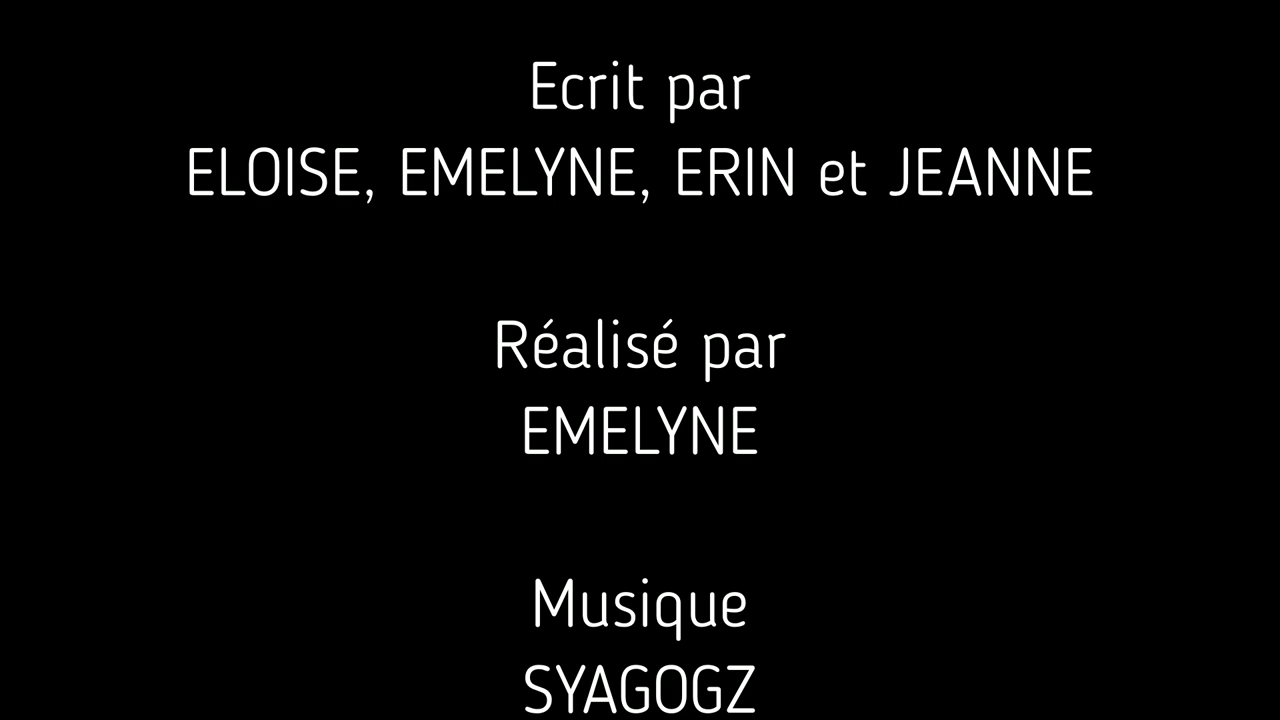 Ecrit par
ELOISE, EMELYNE, ERIN et JEANNE
Réalisé par
EMELYNE
Musique
SYAGOGZ